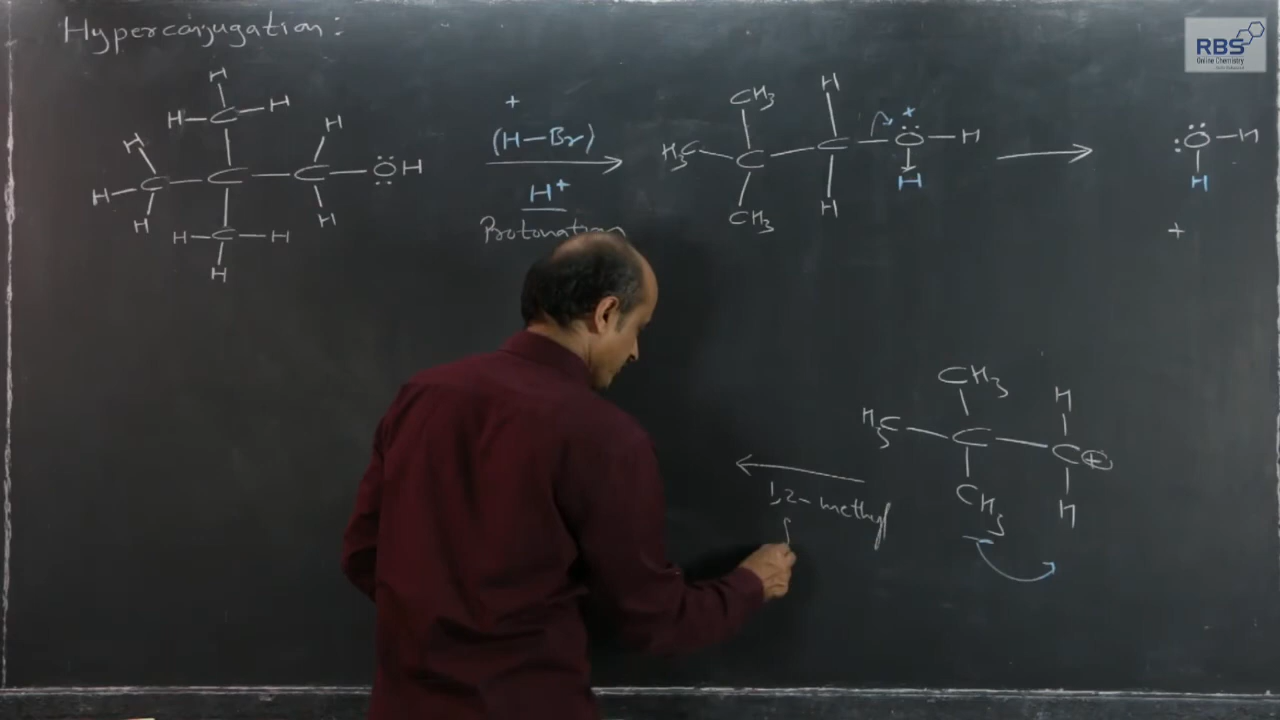 Hyperconjugation:
RBS
Online Chemistry
H
H-C-H
H H
H-C-C-C-ÖH
H H
H-C-H
H
+
(H-Br)
H+
Protonation
CH3 H
H3C-C-C-Ö-H
+
CH3 H H
:Ö-H
H
+
CH3 H
H3C-C-C+
CH3 H
1,2-methyl